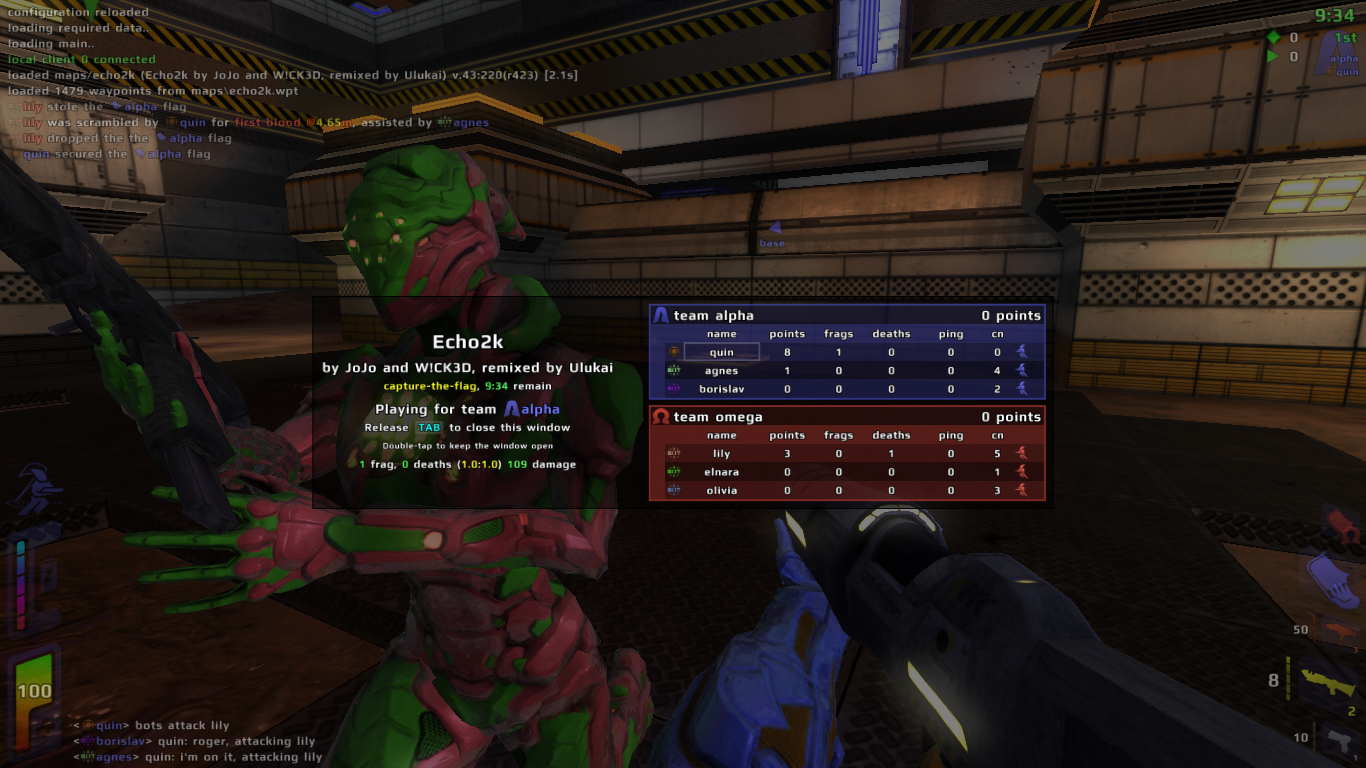 configuration reloaded
loading required data..
loading main..
local client 0 connected
loaded maps/echo2k (Echo2k by JoJo and W!CK3D, remixed by Ulukai) v.43:220(r423) [2.1s]
loaded 1479 waypoints from maps\echo2k.wpt
lily stole the alpha flag
lily was scrambled by quin for first blood @4.65m, assisted by agnes
lily dropped the the alpha flag
quin secured the alpha flag
9:34
0 1st
0 alpha
quin
base
Echo2k
by JoJo and W!CK3D, remixed by Ulukai
capture-the-flag, 9:34 remain
Playing for team alpha
Release TAB to close this window
Double-tap to keep the window open
1 frag, 0 deaths (1.0:1.0) 109 damage
team alpha 0 points
name points frags deaths ping cn
quin 8 1 0 0 0
BOT agnes 1 0 0 0 4
BOT borislav 0 0 0 0 2
team omega 0 points
name points frags deaths ping cn
BOT lily 3 0 1 0 5
BOT elnara 0 0 0 0 1
BOT olivia 0 0 0 0 3
100
50
8
2
10
1
<quin> bots attack lily
<borislav> quin: roger, attacking lily
<agnes> quin: i'm on it, attacking lily